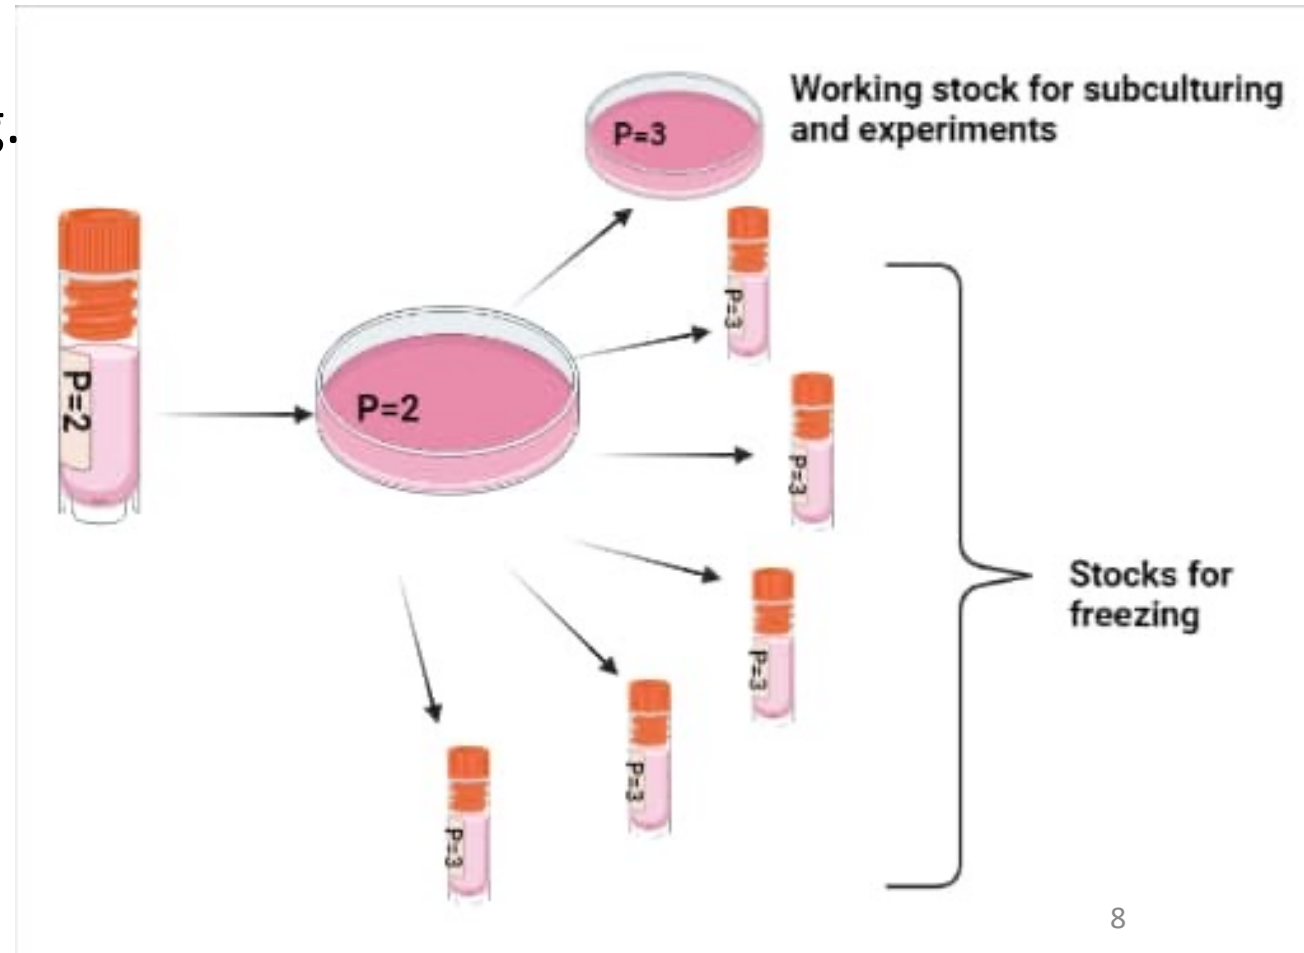 g.
P=3
Working stock for subculturing
and experiments
P=3
P=2
P=2
P=3
P=3
Stocks for
freezing
P=3
P=3
8